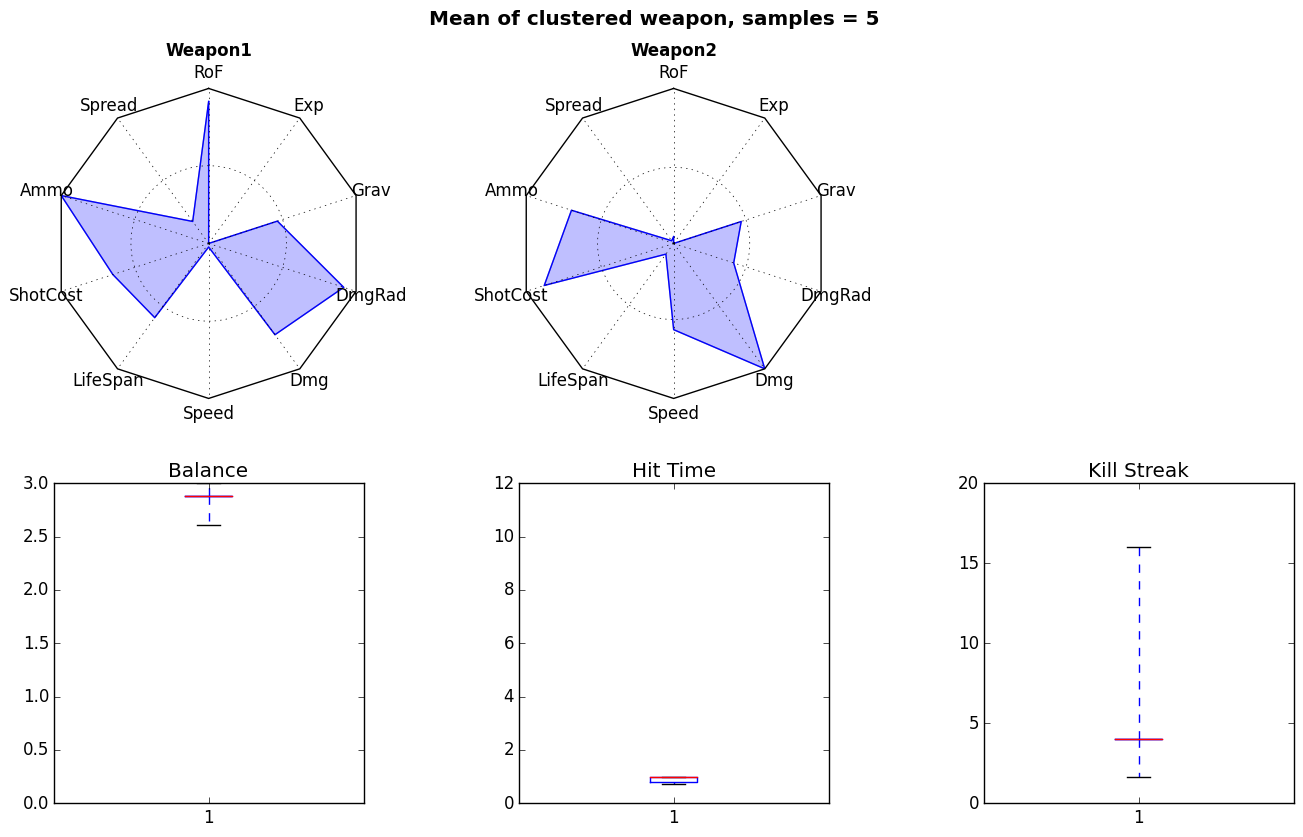 Mean of clustered weapon, samples = 5
Weapon1
RoF
Spread
Exp
Ammo
Grav
ShotCost
DmgRad
LifeSpan
Dmg
Speed
Weapon2
RoF
Spread
Exp
Ammo
Grav
ShotCost
DmgRad
LifeSpan
Dmg
Speed
Balance
3.0
2.5
2.0
1.5
1.0
0.5
0.0
1
Hit Time
12
10
8
6
4
2
0
1
Kill Streak
20
15
10
5
0
1